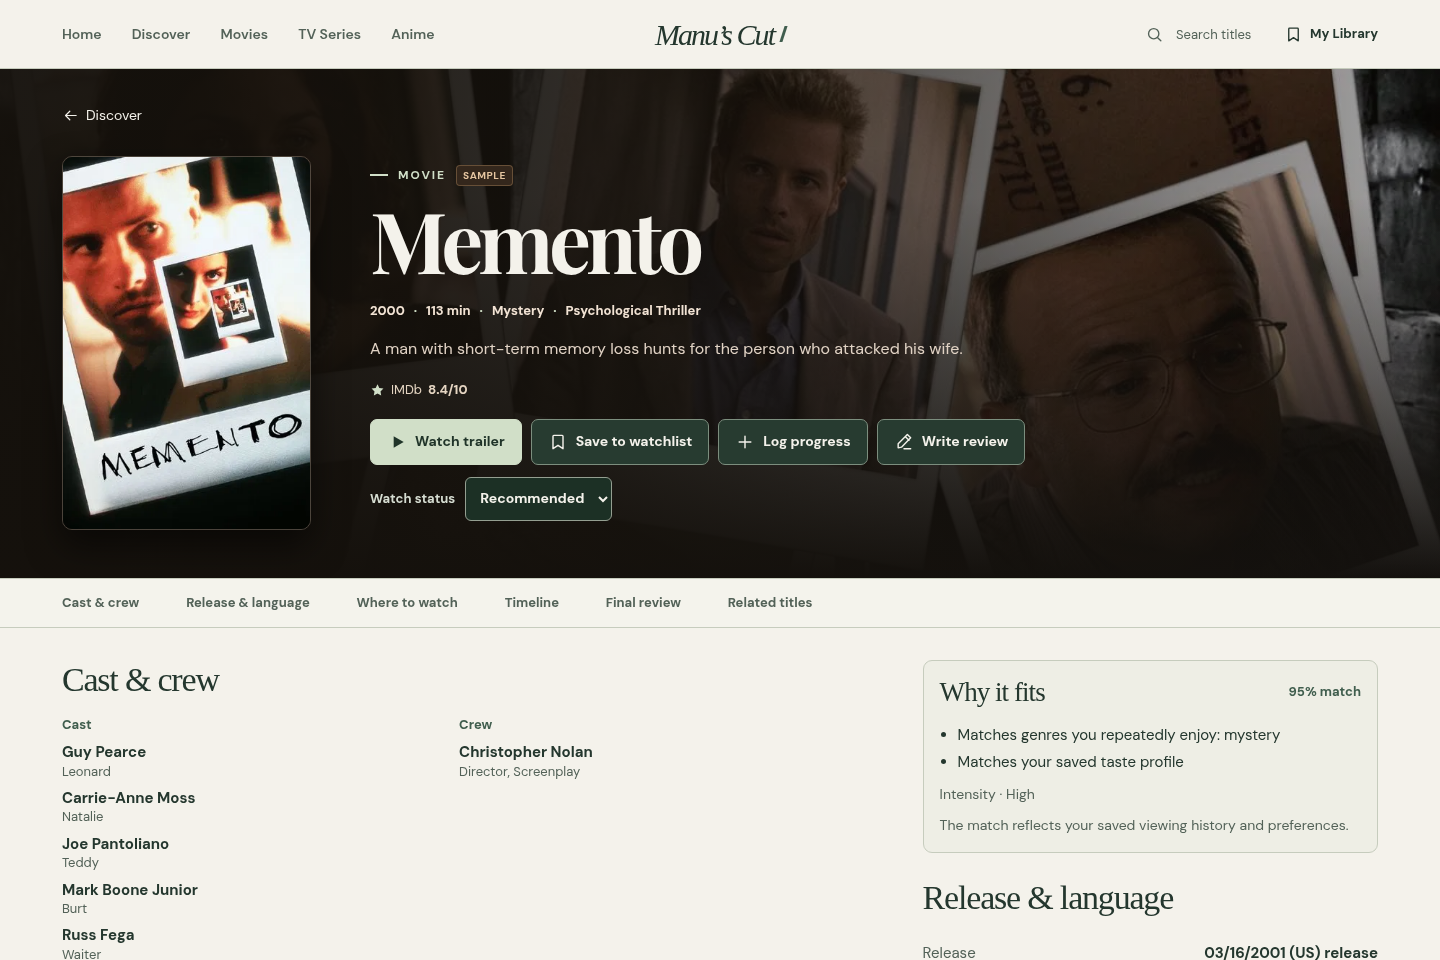 Home Discover Movies TV Series Anime Manu's Cut Search titles My Library
Discover
MOVIE SAMPLE
Memento
2000 · 113 min · Mystery · Psychological Thriller
A man with short-term memory loss hunts for the person who attacked his wife.
IMDb 8.4/10
Watch trailer Save to watchlist Log progress Write review
Watch status Recommended
MEMENTO
Cast & crew Release & language Where to watch Timeline Final review Related titles
Cast & crew
Cast
Guy Pearce
Leonard
Carrie-Anne Moss
Natalie
Joe Pantoliano
Teddy
Mark Boone Junior
Burt
Russ Fega
Waiter
Crew
Christopher Nolan
Director, Screenplay
Why it fits 95% match
Matches genres you repeatedly enjoy: mystery
Matches your saved taste profile
Intensity · High
The match reflects your saved viewing history and preferences.
Release & language
Release 03/16/2001 (US) release